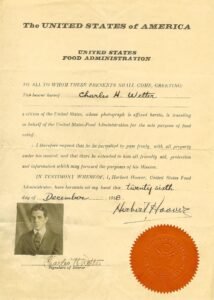 The UNITED STATES of AMERICA
UNITED STATES
FOOD ADMINISTRATION
TO ALL TO WHOM THESE PRESENTS SHALL COME, GREETING:
The bearer hereof Charles H. Wetter
a citizen of the United States, whose photograph is affixed hereto, is traveling
in behalf of the United States Food Administration for the sole purpose of food
relief.
I therefore request that he be permitted to pass freely, with all property
under his control, and that there be extended to him all friendly aid, protection
and information which may forward the purposes of his Mission.
IN TESTIMONY WHEREOF, I, Herbert Hoover, United States Food
Administrator, have hereunto set my hand this twenty sixth
day of December 1918
Herbert Hoover
Charles H. Wetter
Signature of bearer